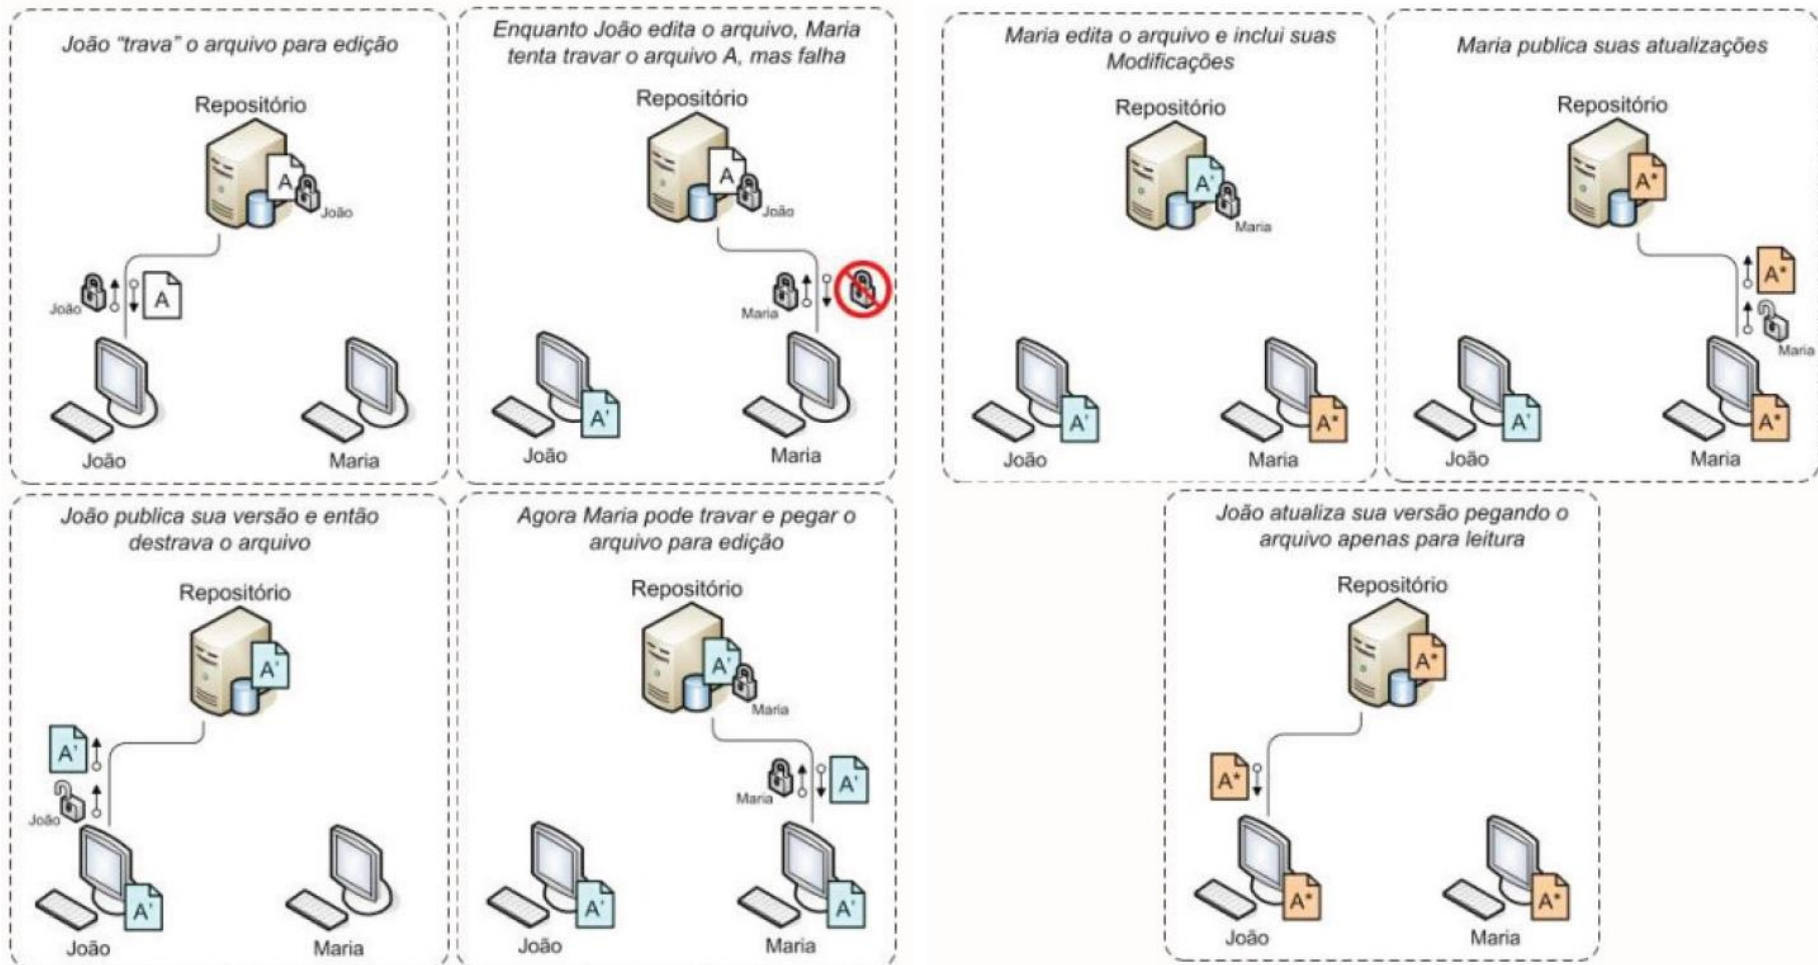 João “trava” o arquivo para edição
Repositório
A
João
João
A
João
Maria
Enquanto João edita o arquivo, Maria
tenta travar o arquivo A, mas falha
Repositório
A
João
Maria
A'
João
Maria
João publica sua versão e então
destrava o arquivo
Repositório
A'
A'
João
A'
João
Maria
Agora Maria pode travar e pegar o
arquivo para edição
Repositório
A'
Maria
Maria
A'
A'
A'
João
Maria
Maria edita o arquivo e inclui suas
Modificações
Repositório
A'
Maria
A'
A*
João
Maria
Maria publica suas atualizações
Repositório
A*
A*
Maria
A'
A*
João
Maria
João atualiza sua versão pegando o
arquivo apenas para leitura
Repositório
A*
A*
A*
A*
João
Maria